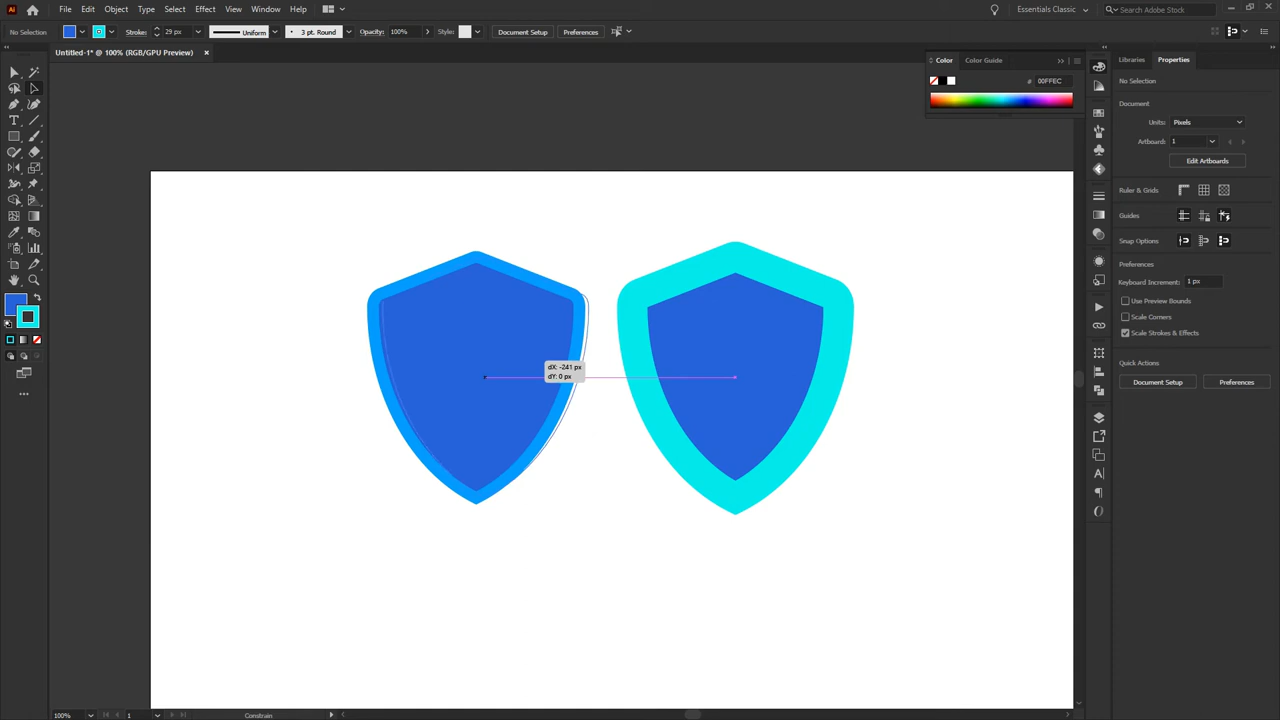 Ai File Edit Object Type Select Effect View Window Help Essentials Classic Search Adobe Stock
No Selection Stroke: 29 px Uniform 3 pt. Round Opacity: 100% Style: Document Setup Preferences
Untitled-1* @ 100% (RGB/GPU Preview)
Color Color Guide
# 00FFEC
Libraries Properties
No Selection
Document
Units: Pixels
Artboard: 1
Edit Artboards
Ruler & Grids
Guides
Snap Options
Preferences
Keyboard Increment: 1 px
Use Preview Bounds
Scale Corners
Scale Strokes & Effects
Quick Actions
Document Setup Preferences
dX: -241 px
dY: 0 px
100% 1 Constrain